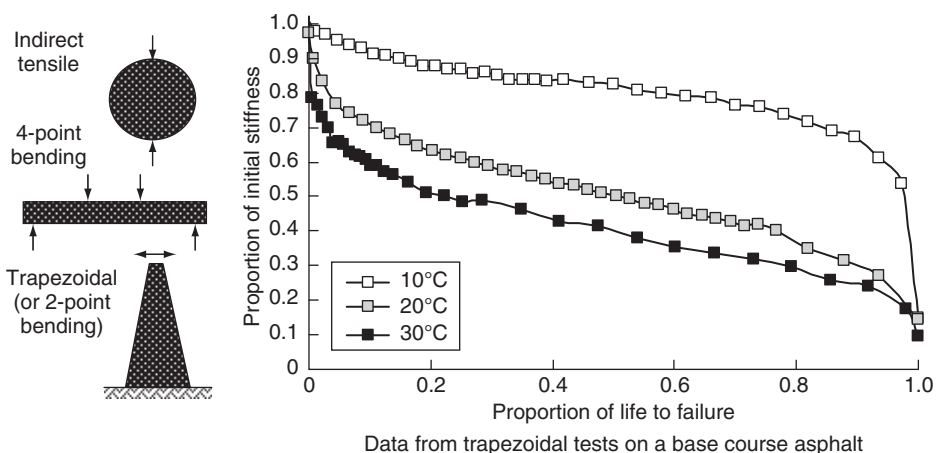 Indirect
tensile
4-point
bending
Trapezoidal
(or 2-point
bending)
Proportion of initial stiffness
1.0
0.9
0.8
0.7
0.6
0.5
0.4
0.3
0.2
0.1
0
10°C
20°C
30°C
0 0.2 0.4 0.6 0.8 1.0
Proportion of life to failure
Data from trapezoidal tests on a base course asphalt